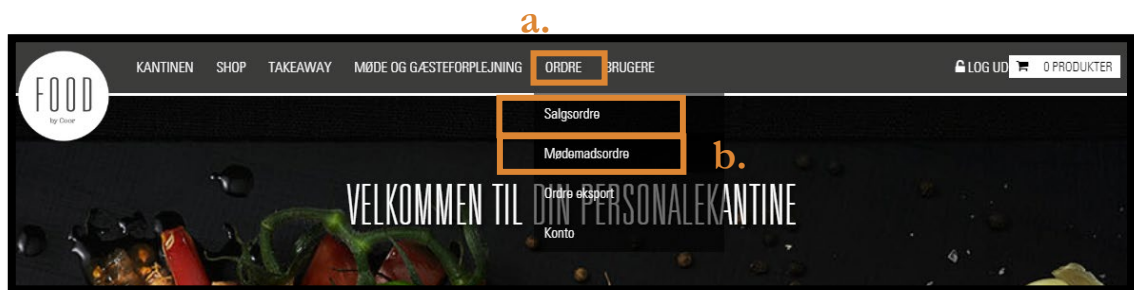 a.
KANTINEN SHOP TAKEAWAY MØDE OG GÆSTEFORPLEJNING ORDRE BRUGERE LOG UD 0 PRODUKTER
FOOD
by Coor
Salgsordre
Mødemadsordre
b.
VELKOMMEN TIL DIN PERSONALEKANTINE
Ordre eksport
Konto